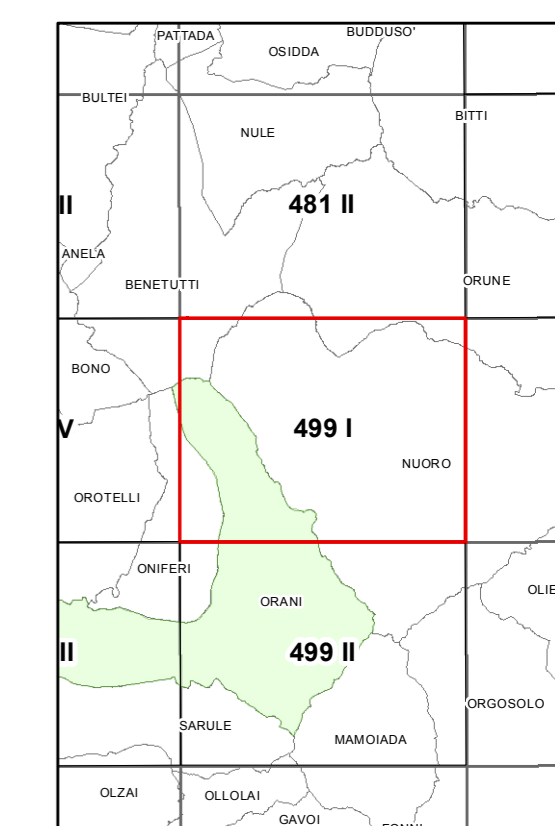 PATTADA
BUDDUSO'
OSIDDA
BULTEI
BITTI
NULE
II
481 II
ANELA
BENETUTTI
ORUNE
BONO
V
499 I
NUORO
OROTELLI
ONIFERI
OLIE
ORANI
II
499 II
ORGOSOLO
SARULE
MAMOIADA
OLZAI
OLLOLAI
GAVOI